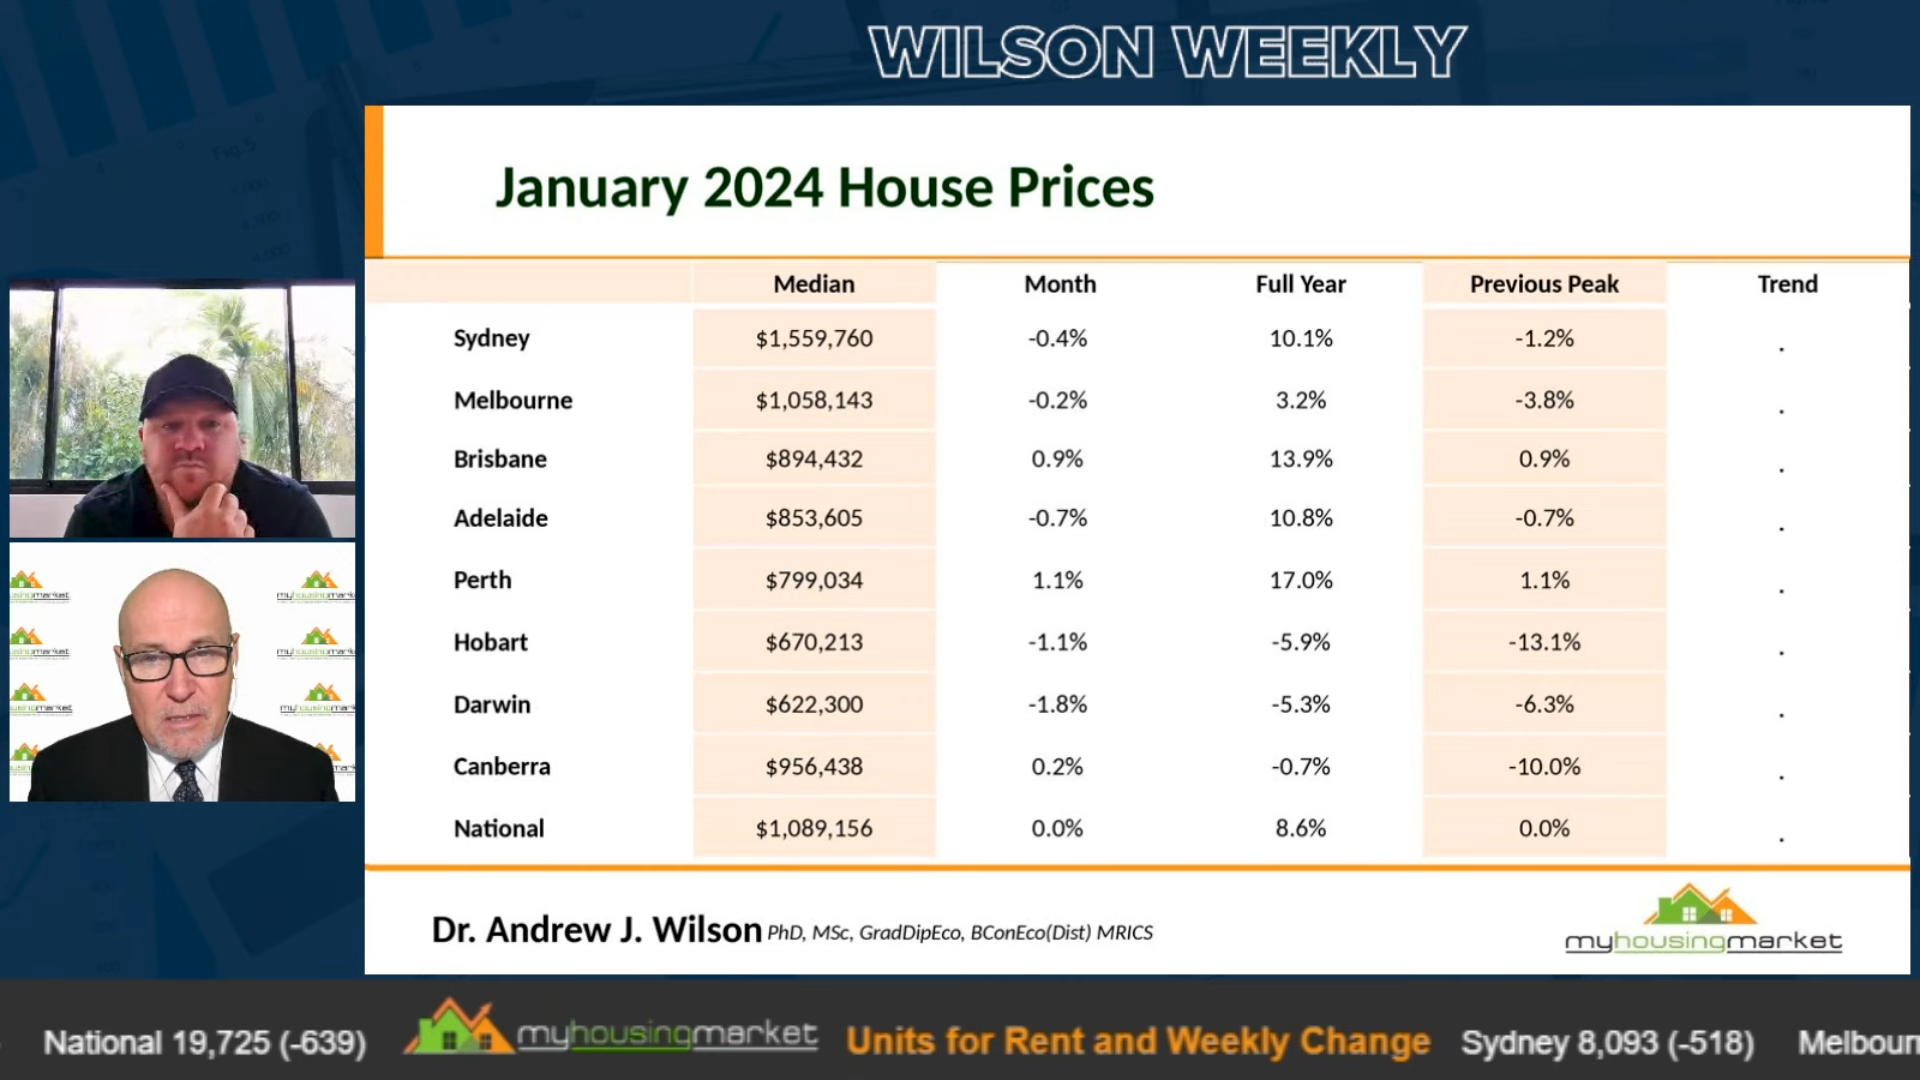 WILSON WEEKLY
January 2024 House Prices
Median Month Full Year Previous Peak Trend
Sydney $1,559,760 -0.4% 10.1% -1.2% .
Melbourne $1,058,143 -0.2% 3.2% -3.8% .
Brisbane $894,432 0.9% 13.9% 0.9% .
Adelaide $853,605 -0.7% 10.8% -0.7% .
Perth $799,034 1.1% 17.0% 1.1% .
Hobart $670,213 -1.1% -5.9% -13.1% .
Darwin $622,300 -1.8% -5.3% -6.3% .
Canberra $956,438 0.2% -0.7% -10.0% .
National $1,089,156 0.0% 8.6% 0.0% .
Dr. Andrew J. Wilson PhD, MSc, GradDipEco, BConEco(Dist) MRICS
myhousingmarket
National 19,725 (-639) myhousingmarket Units for Rent and Weekly Change Sydney 8,093 (-518) Melbourn